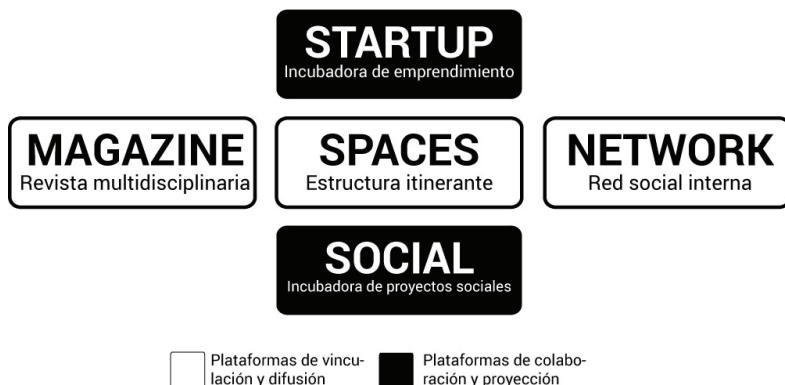 STARTUP
Incubadora de emprendimiento
MAGAZINE
Revista multidisciplinaria
SPACES
Estructura itinerante
NETWORK
Red social interna
SOCIAL
Incubadora de proyectos sociales
Plataformas de vincu-
lación y difusión
Plataformas de colabo-
ración y proyección